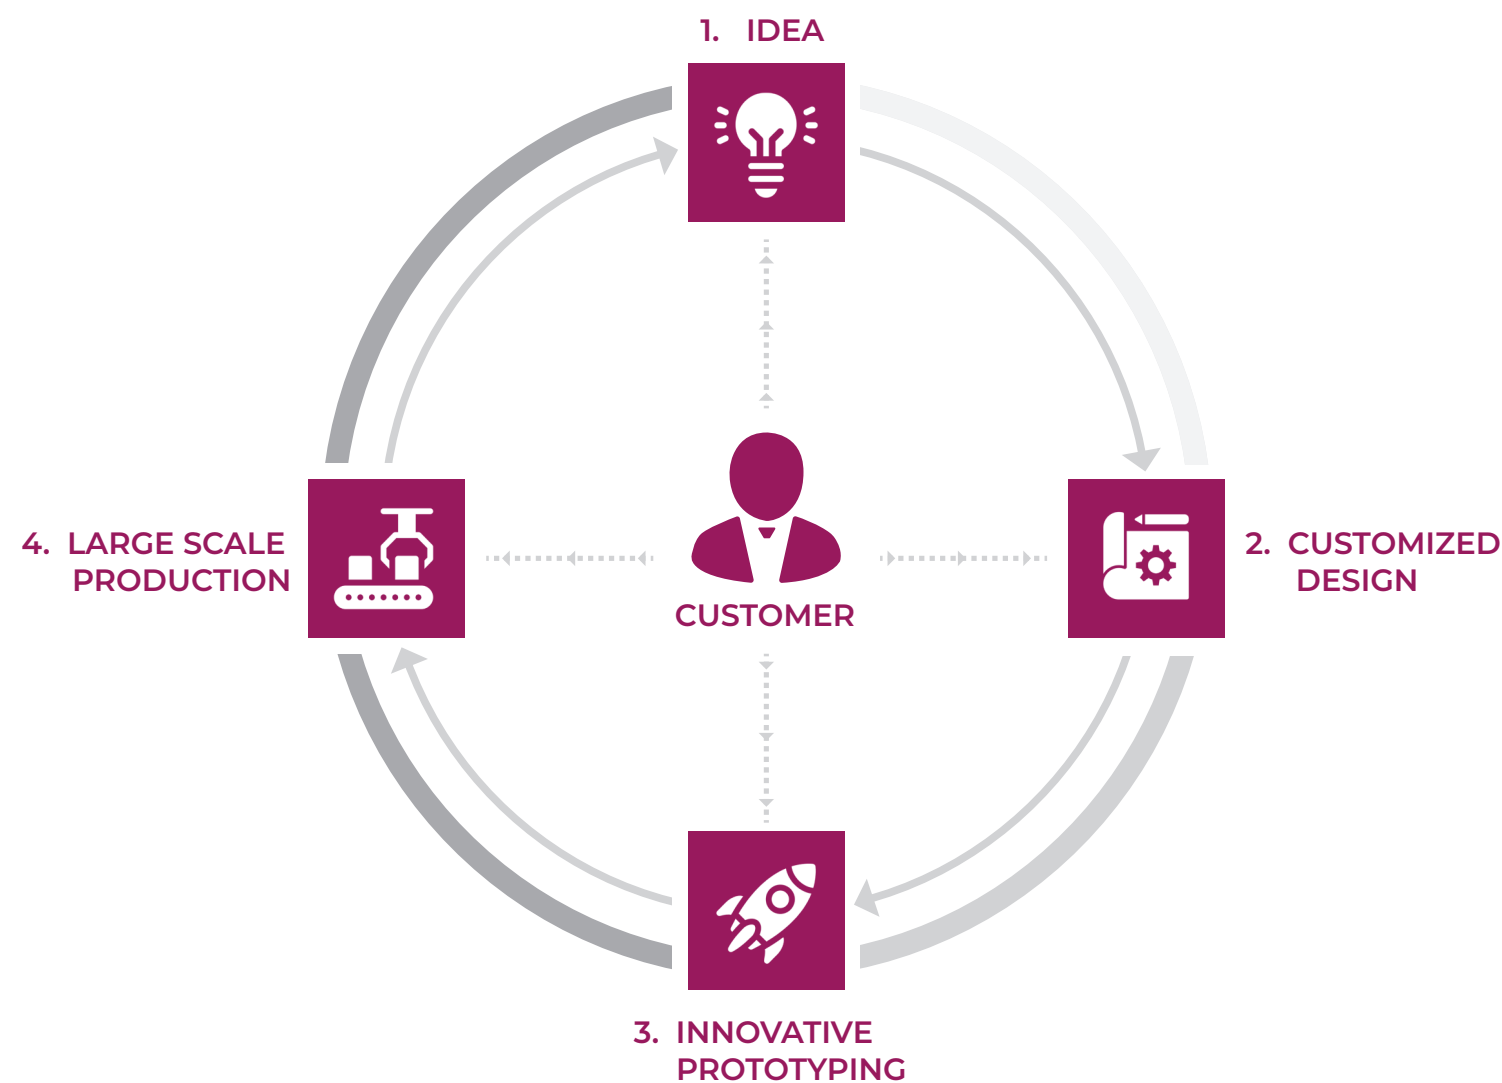 1. IDEA
2. CUSTOMIZED
DESIGN
3. INNOVATIVE
PROTOTYPING
4. LARGE SCALE
PRODUCTION
CUSTOMER